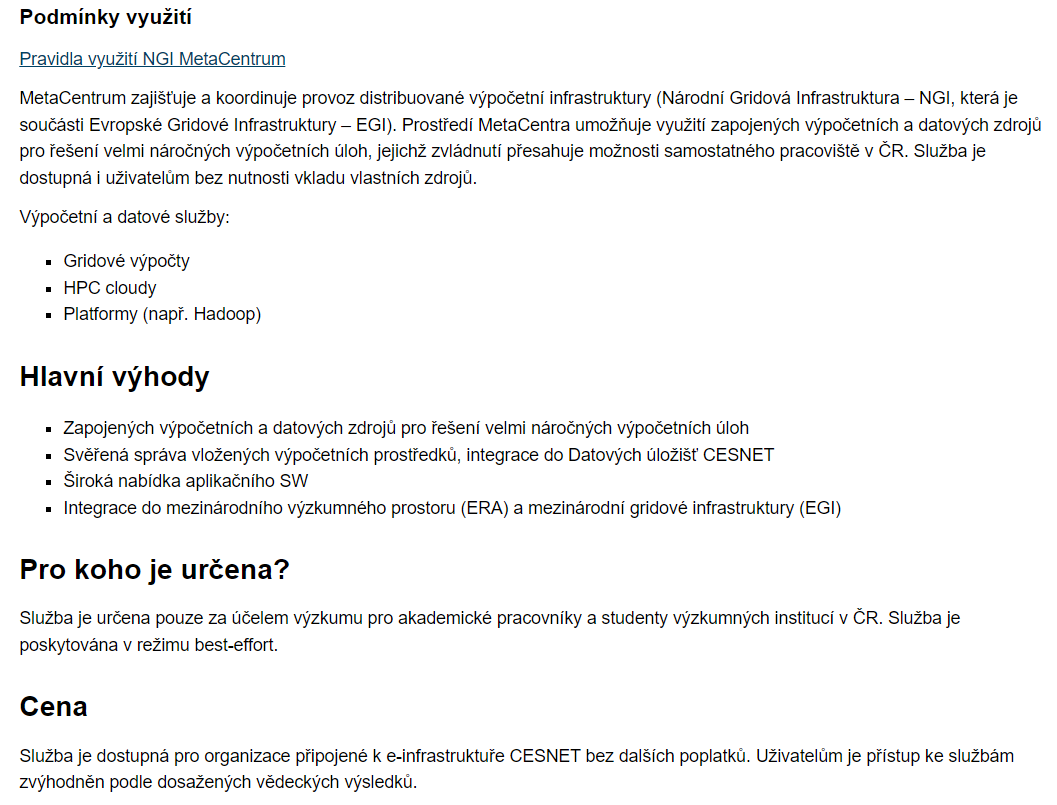 Podmínky využití
Pravidla využití NGI MetaCentrum
MetaCentrum zajišťuje a koordinuje provoz distribuované výpočetní infrastruktury (Národní Gridová Infrastruktura – NGI, která je
součásti Evropské Gridové Infrastruktury – EGI). Prostředí MetaCentra umožňuje využití zapojených výpočetních a datových zdrojů
pro řešení velmi náročných výpočetních úloh, jejichž zvládnutí přesahuje možnosti samostatného pracoviště v ČR. Služba je
dostupná i uživatelům bez nutnosti vkladu vlastních zdrojů.
Výpočetní a datové služby:
▪ Gridové výpočty
▪ HPC cloudy
▪ Platformy (např. Hadoop)
Hlavní výhody
▪ Zapojených výpočetních a datových zdrojů pro řešení velmi náročných výpočetních úloh
▪ Svěřená správa vložených výpočetních prostředků, integrace do Datových úložišť CESNET
▪ Široká nabídka aplikačního SW
▪ Integrace do mezinárodního výzkumného prostoru (ERA) a mezinárodní gridové infrastruktury (EGI)
Pro koho je určena?
Služba je určena pouze za účelem výzkumu pro akademické pracovníky a studenty výzkumných institucí v ČR. Služba je
poskytována v režimu best-effort.
Cena
Služba je dostupná pro organizace připojené k e-infrastruktuře CESNET bez dalších poplatků. Uživatelům je přístup ke službám
zvýhodněn podle dosažených vědeckých výsledků.